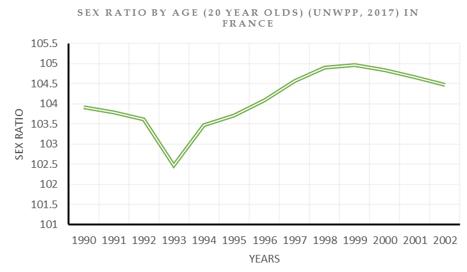 SEX RATIO BY AGE (20 YEAR OLDS) (UNWPP, 2017) IN
FRANCE
105.5
105
104.5
104
103.5
103
102.5
102
101.5
101
SEX RATIO
1990 1991 1992 1993 1994 1995 1996 1997 1998 1999 2000 2001 2002
YEARS